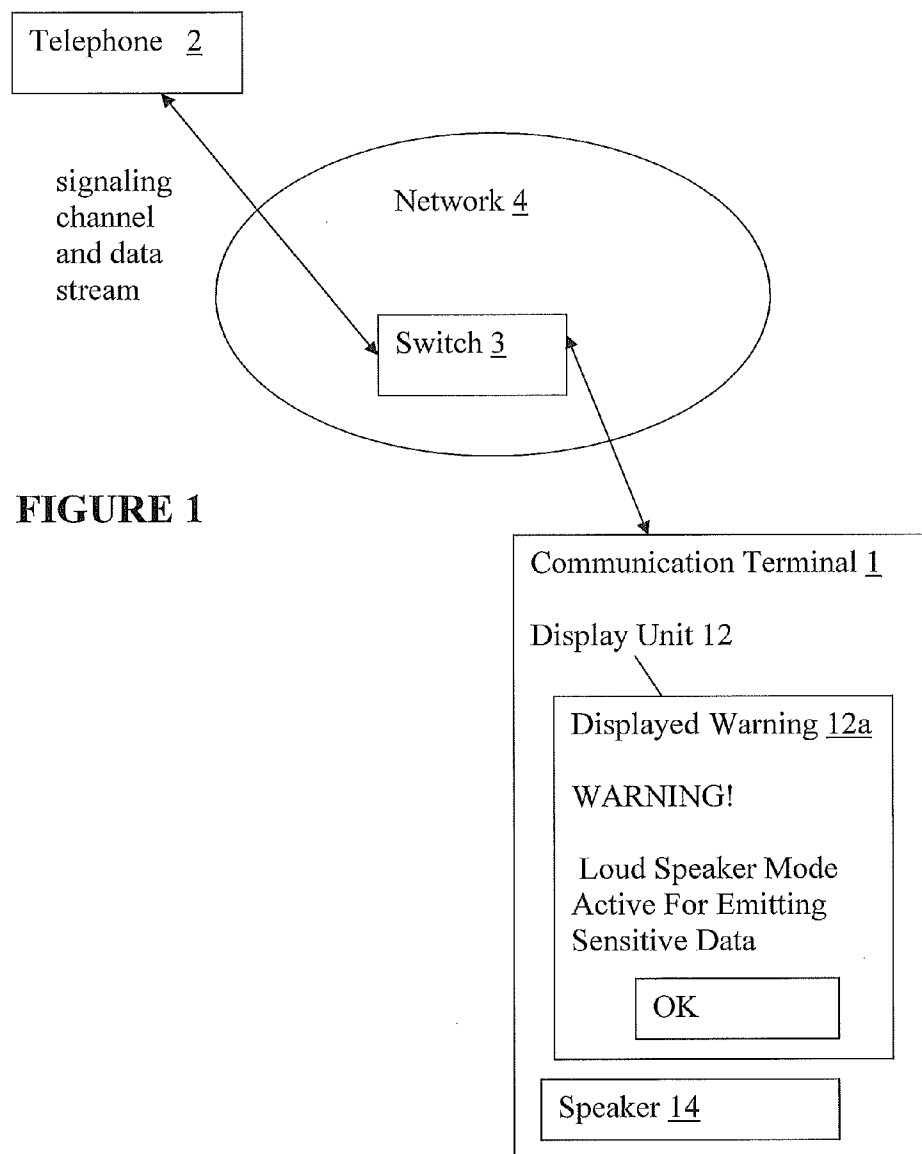 Telephone 2
signaling
channel
and data
stream
Network 4
Switch 3
FIGURE 1
Communication Terminal 1
Display Unit 12
Displayed Warning 12a
WARNING!
Loud Speaker Mode
Active For Emitting
Sensitive Data
OK
Speaker 14